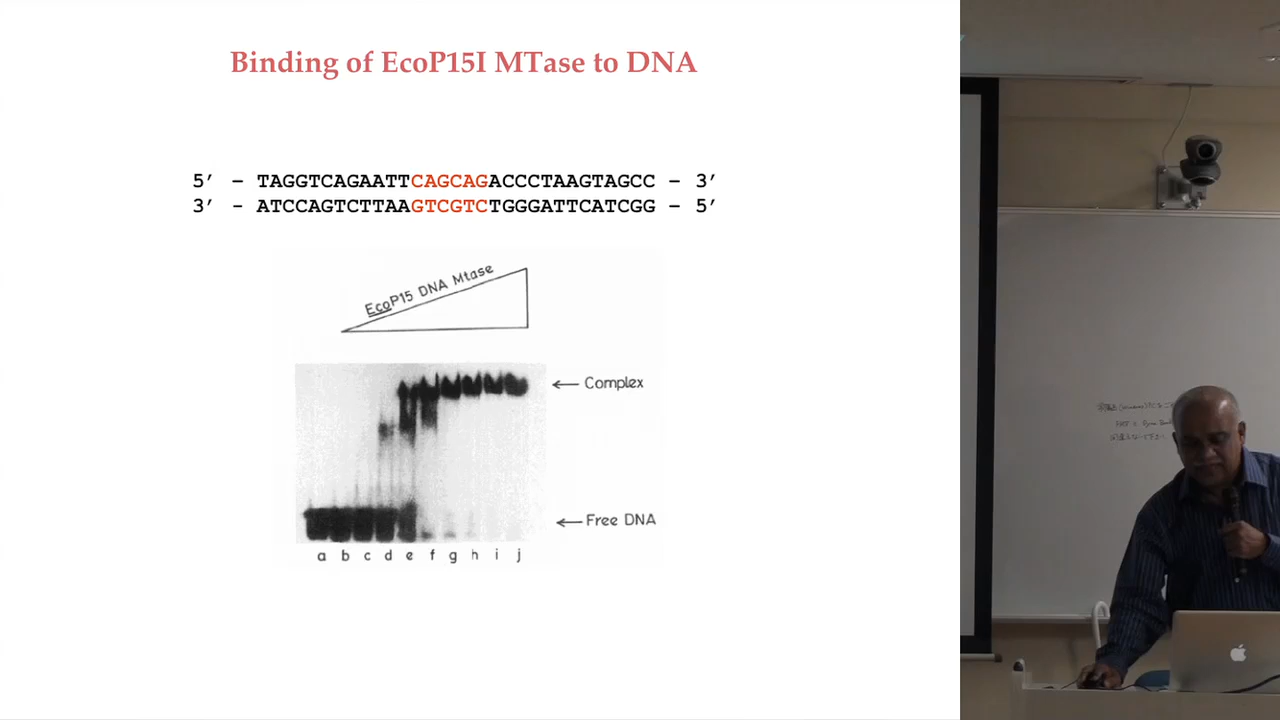 Binding of EcoP15I MTase to DNA
5’ – TAGGTCAGAATTCAGCAGACCCTAAGTAGCC – 3’
3’ – ATCCAGTCTTAAGTCGTCTGGGATTCATCGG – 5’
EcoP15 DNA Mtase
← Complex
← Free DNA
a b c d e f g h i j